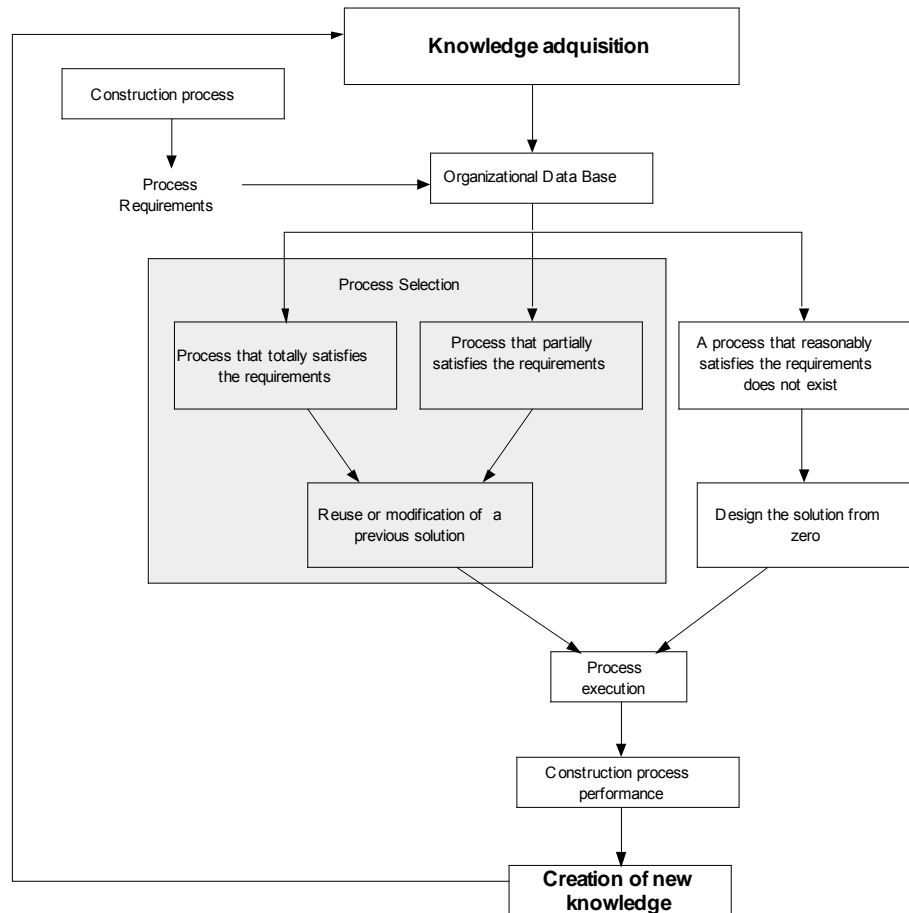 Knowledge adquisition
Construction process
Process
Requirements
Organizational Data Base
Process Selection
Process that totally satisfies
the requirements
Process that partially
satisfies the requirements
A process that reasonably
satisfies the requirements
does not exist
Reuse or modification of a
previous solution
Design the solution from
zero
Process
execution
Construction process
performance
Creation of new
knowledge